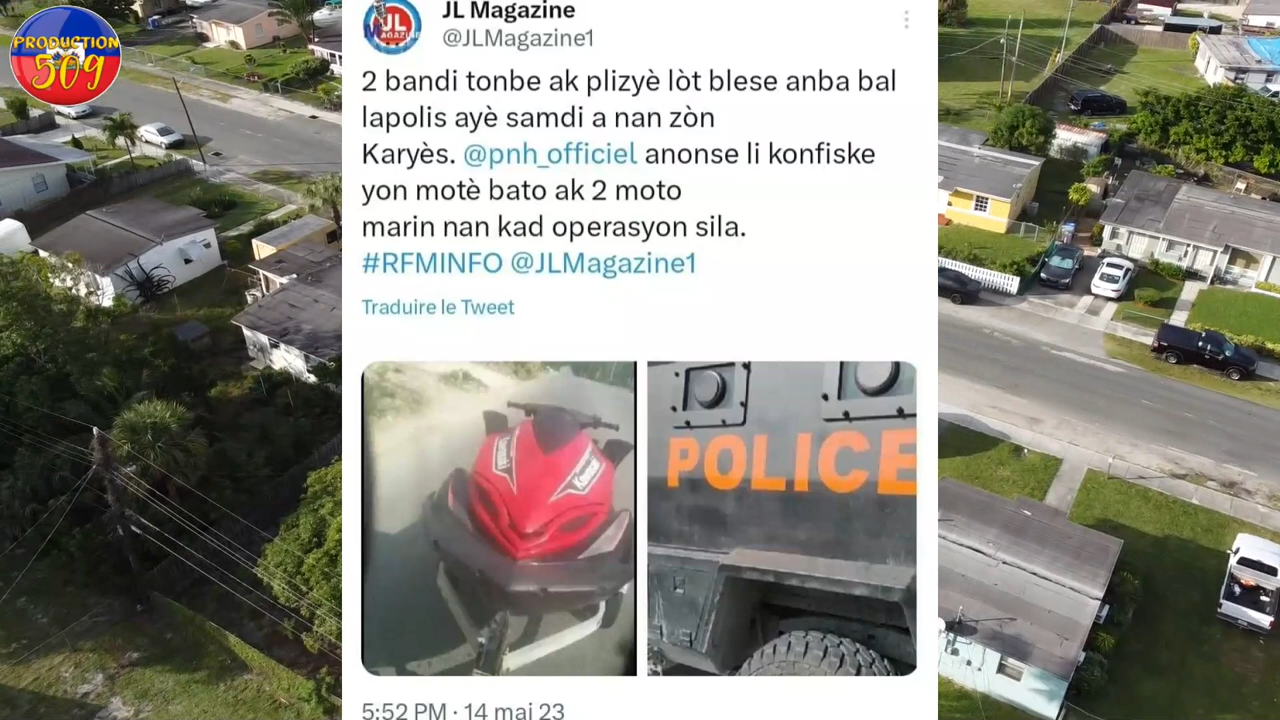 PRODUCTION
509
JL
MAGAZINE
JL Magazine
@JLMagazine1
2 bandi tonbe ak plizyè lòt blese anba bal
lapolis ayè samdi a nan zòn
Karyès. @pnh_officiel anonse li konfiske
yon motè bato ak 2 moto
marin nan kad operasyon sila.
#RFMINFO @JLMagazine1
Traduire le Tweet
POLICE
5:52 PM · 14 mai 23